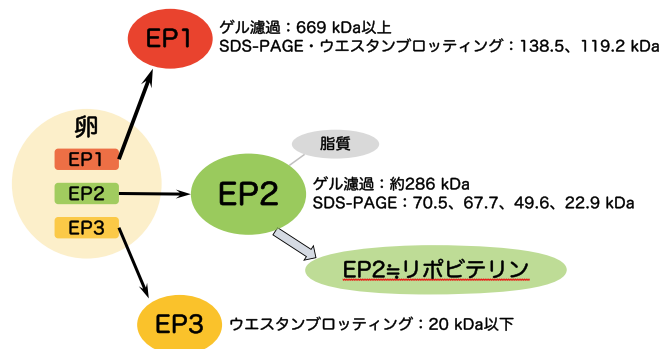 EP1
ゲル濾過：669 kDa以上
SDS-PAGE・ウエスタンブロッティング：138.5、119.2 kDa
卵
EP1
EP2
EP3
脂質
EP2
ゲル濾過：約286 kDa
SDS-PAGE：70.5、67.7、49.6、22.9 kDa
EP2≒リポビテリン
EP3
ウエスタンブロッティング：20 kDa以下